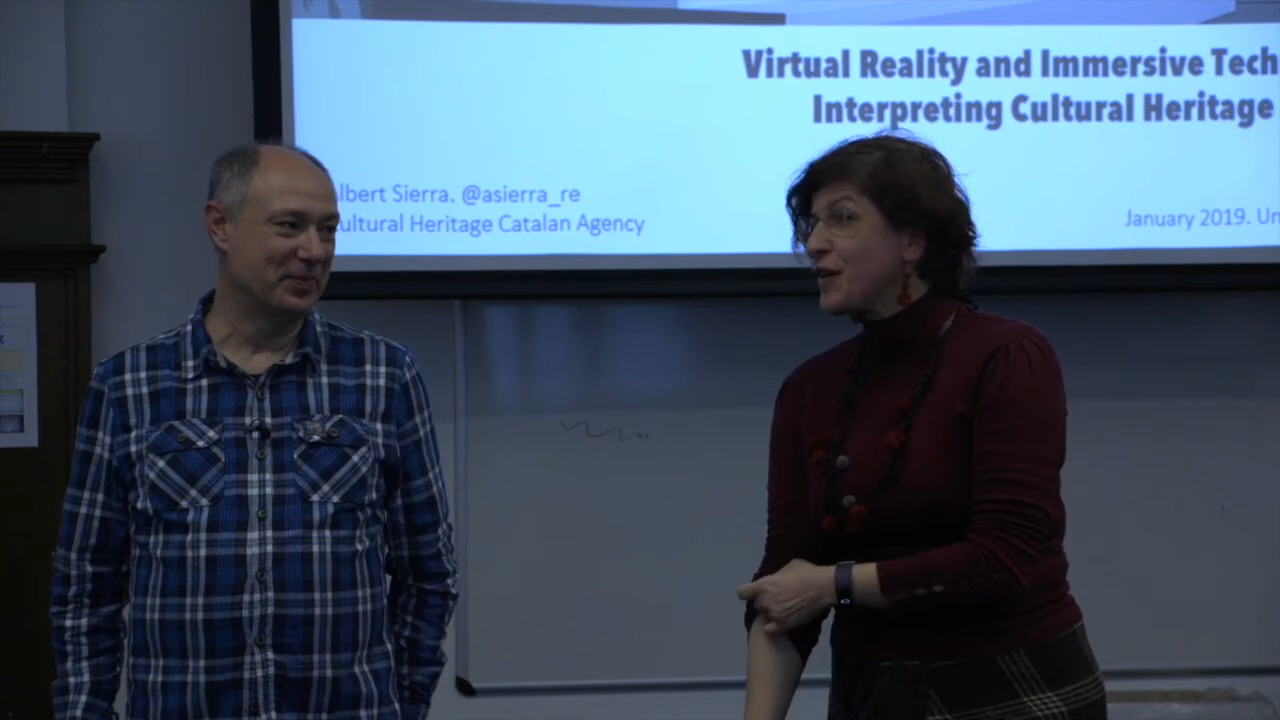 Virtual Reality and Immersive Tech
Interpreting Cultural Heritage
lbert Sierra. @asierra_re
ultural Heritage Catalan Agency
January 2019. Un